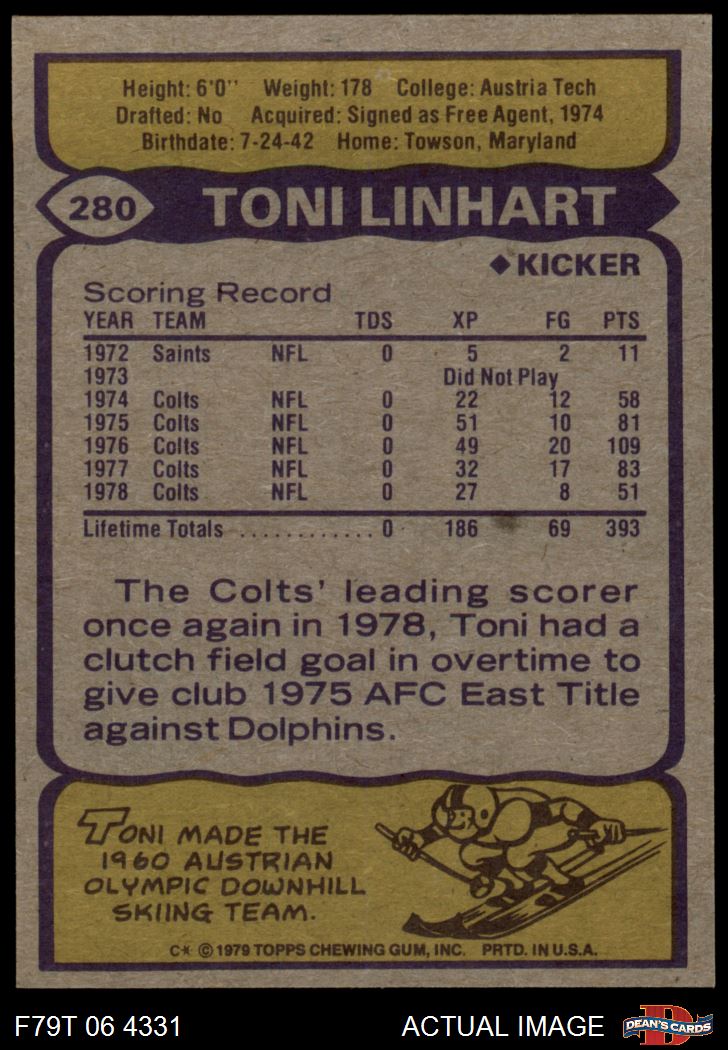 Height: 6'0" Weight: 178 College: Austria Tech
Drafted: No Acquired: Signed as Free Agent, 1974
Birthdate: 7-24-42 Home: Towson, Maryland
280 TONI LINHART
◆KICKER
Scoring Record
YEAR TEAM TDS XP FG PTS
1972 Saints NFL 0 5 2 11
1973 Did Not Play
1974 Colts NFL 0 22 12 58
1975 Colts NFL 0 51 10 81
1976 Colts NFL 0 49 20 109
1977 Colts NFL 0 32 17 83
1978 Colts NFL 0 27 8 51
Lifetime Totals . . . . . . . . . . . . 0 186 69 393
The Colts' leading scorer
once again in 1978, Toni had a
clutch field goal in overtime to
give club 1975 AFC East Title
against Dolphins.
TONI MADE THE
1960 AUSTRIAN
OLYMPIC DOWNHILL
SKIING TEAM.
C* © 1979 TOPPS CHEWING GUM, INC. PRTD. IN U.S.A.
F79T 06 4331 ACTUAL IMAGE D DEAN'S CARDS